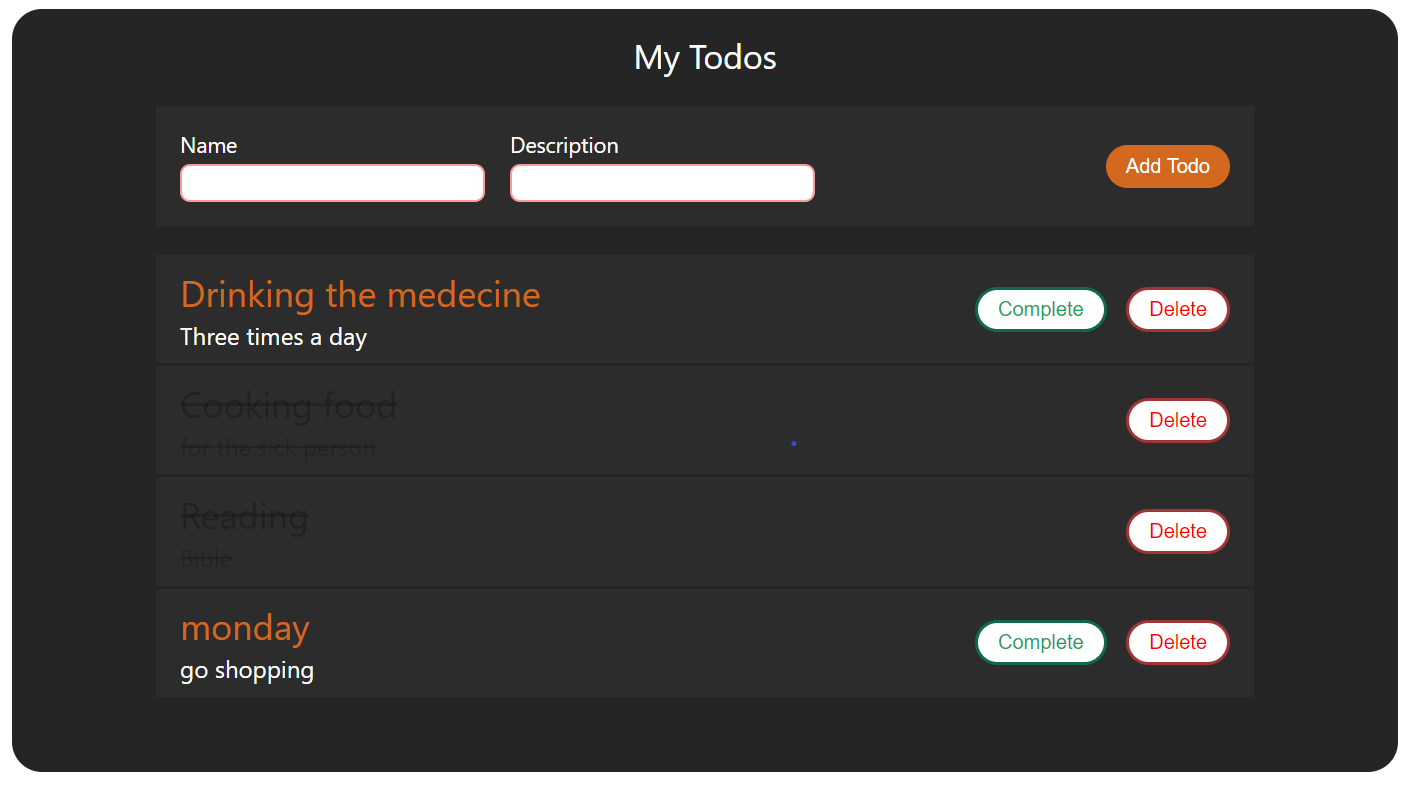 My Todos
Name
Description
Add Todo
Drinking the medecine
Three times a day
Complete
Delete
Cooking food
for the sick person
Delete
Reading
Bible
Delete
monday
go shopping
Complete
Delete